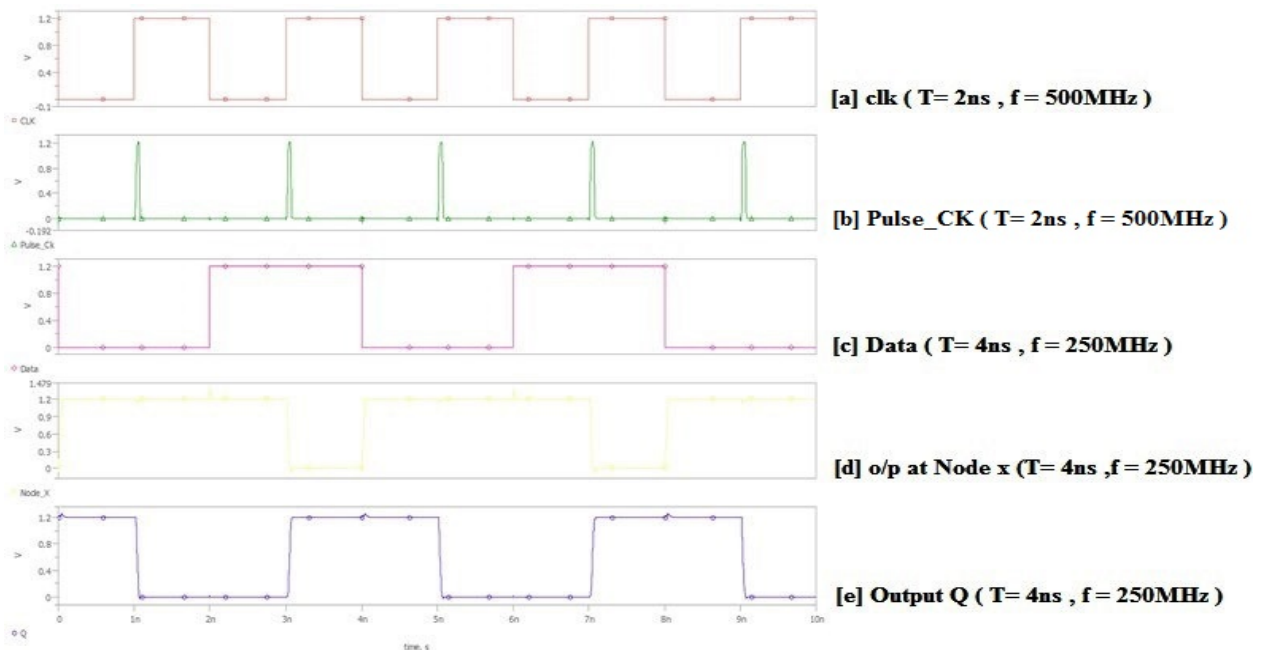 1.2
0.8
0.4
-0.1
V
CLK
[a] clk ( T= 2ns , f = 500MHz )
1.2
0.8
0.4
0
-0.192
V
Pulse_Ck
[b] Pulse_CK ( T= 2ns , f = 500MHz )
1.2
0.8
0.4
0
V
Data
[c] Data ( T= 4ns , f = 250MHz )
1.479
1.2
0.9
0.6
0.3
0
V
Node_X
[d] o/p at Node x (T= 4ns ,f = 250MHz )
1.2
0.8
0.4
0
V
[e] Output Q ( T= 4ns , f = 250MHz )
0 1n 2n 3n 4n 5n 6n 7n 8n 9n 10n
Q
time, s